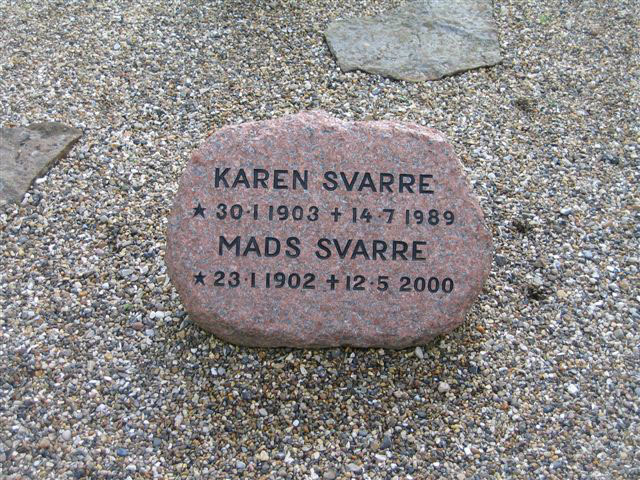 KAREN SVARRE
★ 30·1 1903 + 14·7 1989
MADS SVARRE
★ 23·1 1902 + 12·5 2000